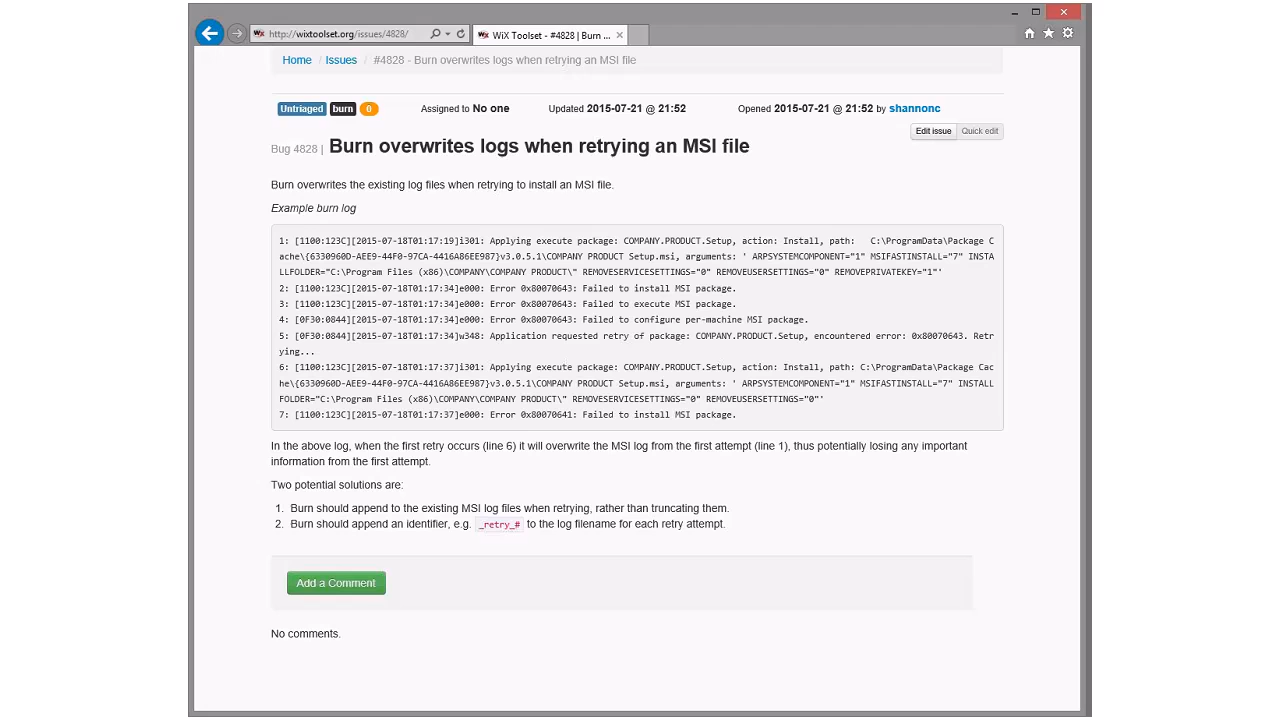 http://wixtoolset.org/issues/4828/
WiX Toolset - #4828 | Burn ...
Home / Issues / #4828 - Burn overwrites logs when retrying an MSI file
Untriaged burn 0 Assigned to No one Updated 2015-07-21 @ 21:52 Opened 2015-07-21 @ 21:52 by shannonc
Edit issue Quick edit
Bug 4828 | Burn overwrites logs when retrying an MSI file
Burn overwrites the existing log files when retrying to install an MSI file.
Example burn log
1: [1100:123C][2015-07-18T01:17:19]i301: Applying execute package: COMPANY.PRODUCT.Setup, action: Install, path: C:\ProgramData\Package C
ache\{6330960D-AEE9-44F0-97CA-4416A86EE987}v3.0.5.1\COMPANY PRODUCT Setup.msi, arguments: ' ARPSYSTEMCOMPONENT="1" MSIFASTINSTALL="7" INSTA
LLFOLDER="C:\Program Files (x86)\COMPANY\COMPANY PRODUCT\" REMOVESERVICESETTINGS="0" REMOVEUSERSETTINGS="0" REMOVEPRIVATEKEY="1"'
2: [1100:123C][2015-07-18T01:17:34]e000: Error 0x80070643: Failed to install MSI package.
3: [1100:123C][2015-07-18T01:17:34]e000: Error 0x80070643: Failed to execute MSI package.
4: [0F30:0844][2015-07-18T01:17:34]e000: Error 0x80070643: Failed to configure per-machine MSI package.
5: [0F30:0844][2015-07-18T01:17:34]w348: Application requested retry of package: COMPANY.PRODUCT.Setup, encountered error: 0x80070643. Retr
ying...
6: [1100:123C][2015-07-18T01:17:37]i301: Applying execute package: COMPANY.PRODUCT.Setup, action: Install, path: C:\ProgramData\Package Cac
he\{6330960D-AEE9-44F0-97CA-4416A86EE987}v3.0.5.1\COMPANY PRODUCT Setup.msi, arguments: ' ARPSYSTEMCOMPONENT="1" MSIFASTINSTALL="7" INSTALL
FOLDER="C:\Program Files (x86)\COMPANY\COMPANY PRODUCT\" REMOVESERVICESETTINGS="0" REMOVEUSERSETTINGS="0"'
7: [1100:123C][2015-07-18T01:17:37]e000: Error 0x80070641: Failed to install MSI package.
In the above log, when the first retry occurs (line 6) it will overwrite the MSI log from the first attempt (line 1), thus potentially losing any important
information from the first attempt.
Two potential solutions are:
1. Burn should append to the existing MSI log files when retrying, rather than truncating them.
2. Burn should append an identifier, e.g. _retry_# to the log filename for each retry attempt.
Add a Comment
No comments.